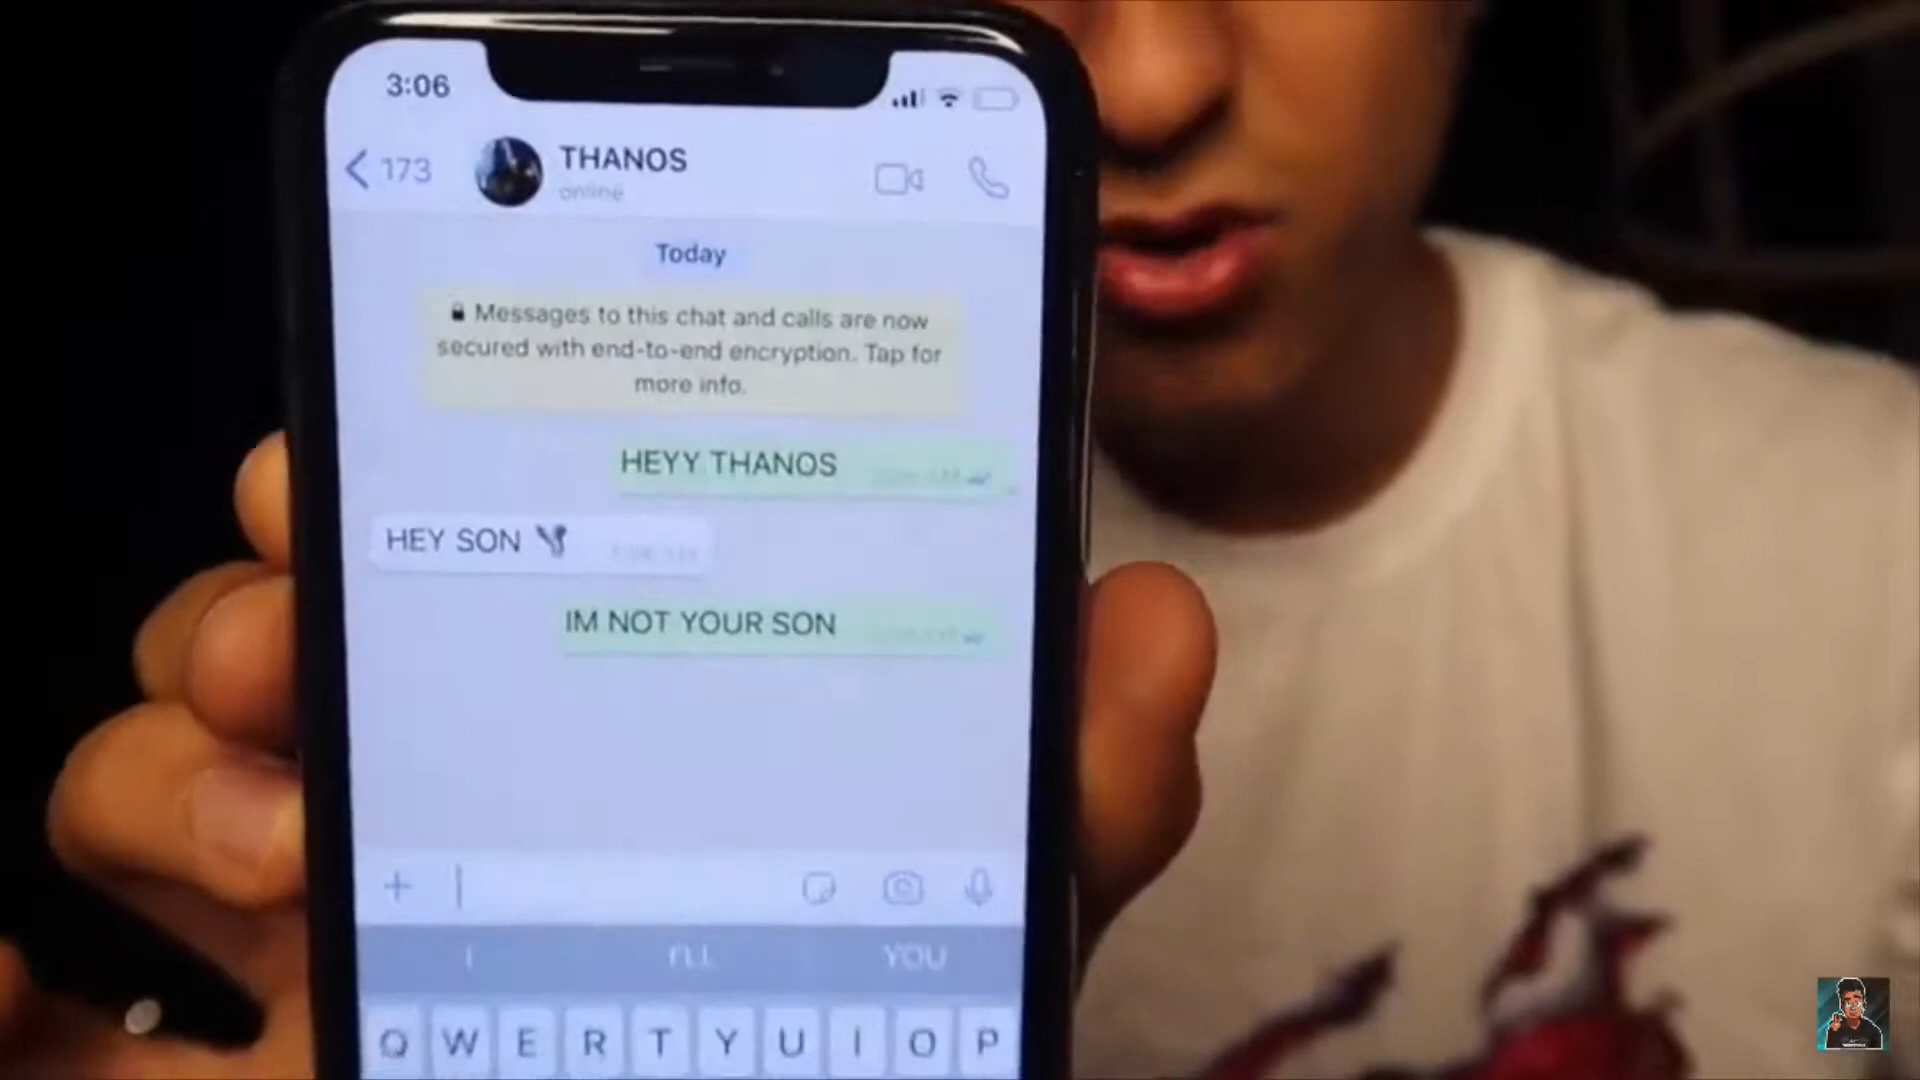 3:06
173
THANOS
online
Today
Messages to this chat and calls are now
secured with end-to-end encryption. Tap for
more info.
HEYY THANOS
HEY SON
IM NOT YOUR SON
I
I'LL
YOU
Q W E R T Y U I O P